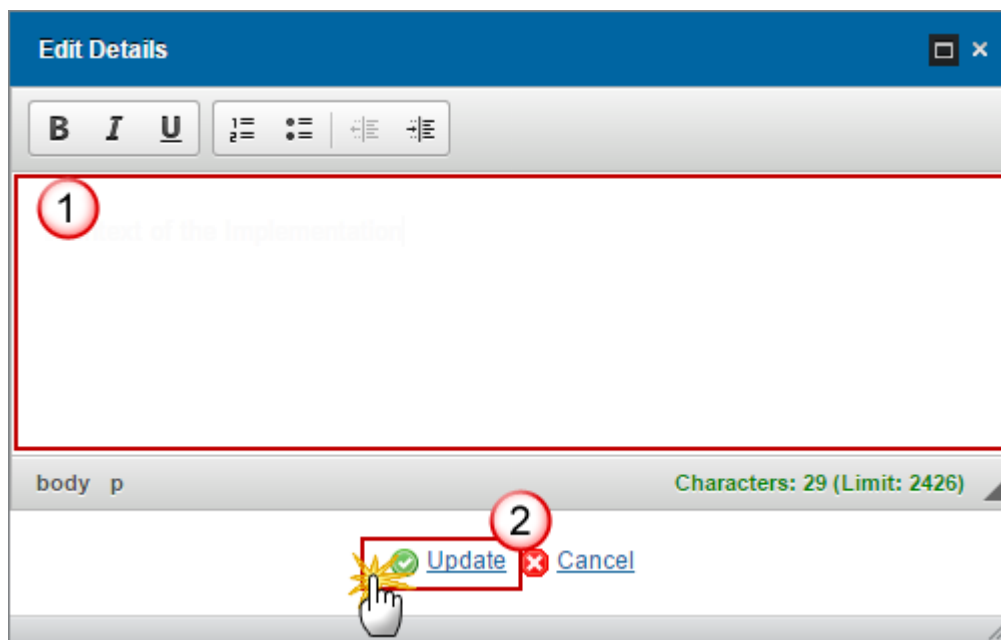 Edit Details
B I U
1
text of the implementation
body p
Characters: 29 (Limit: 2426)
2
Update Cancel